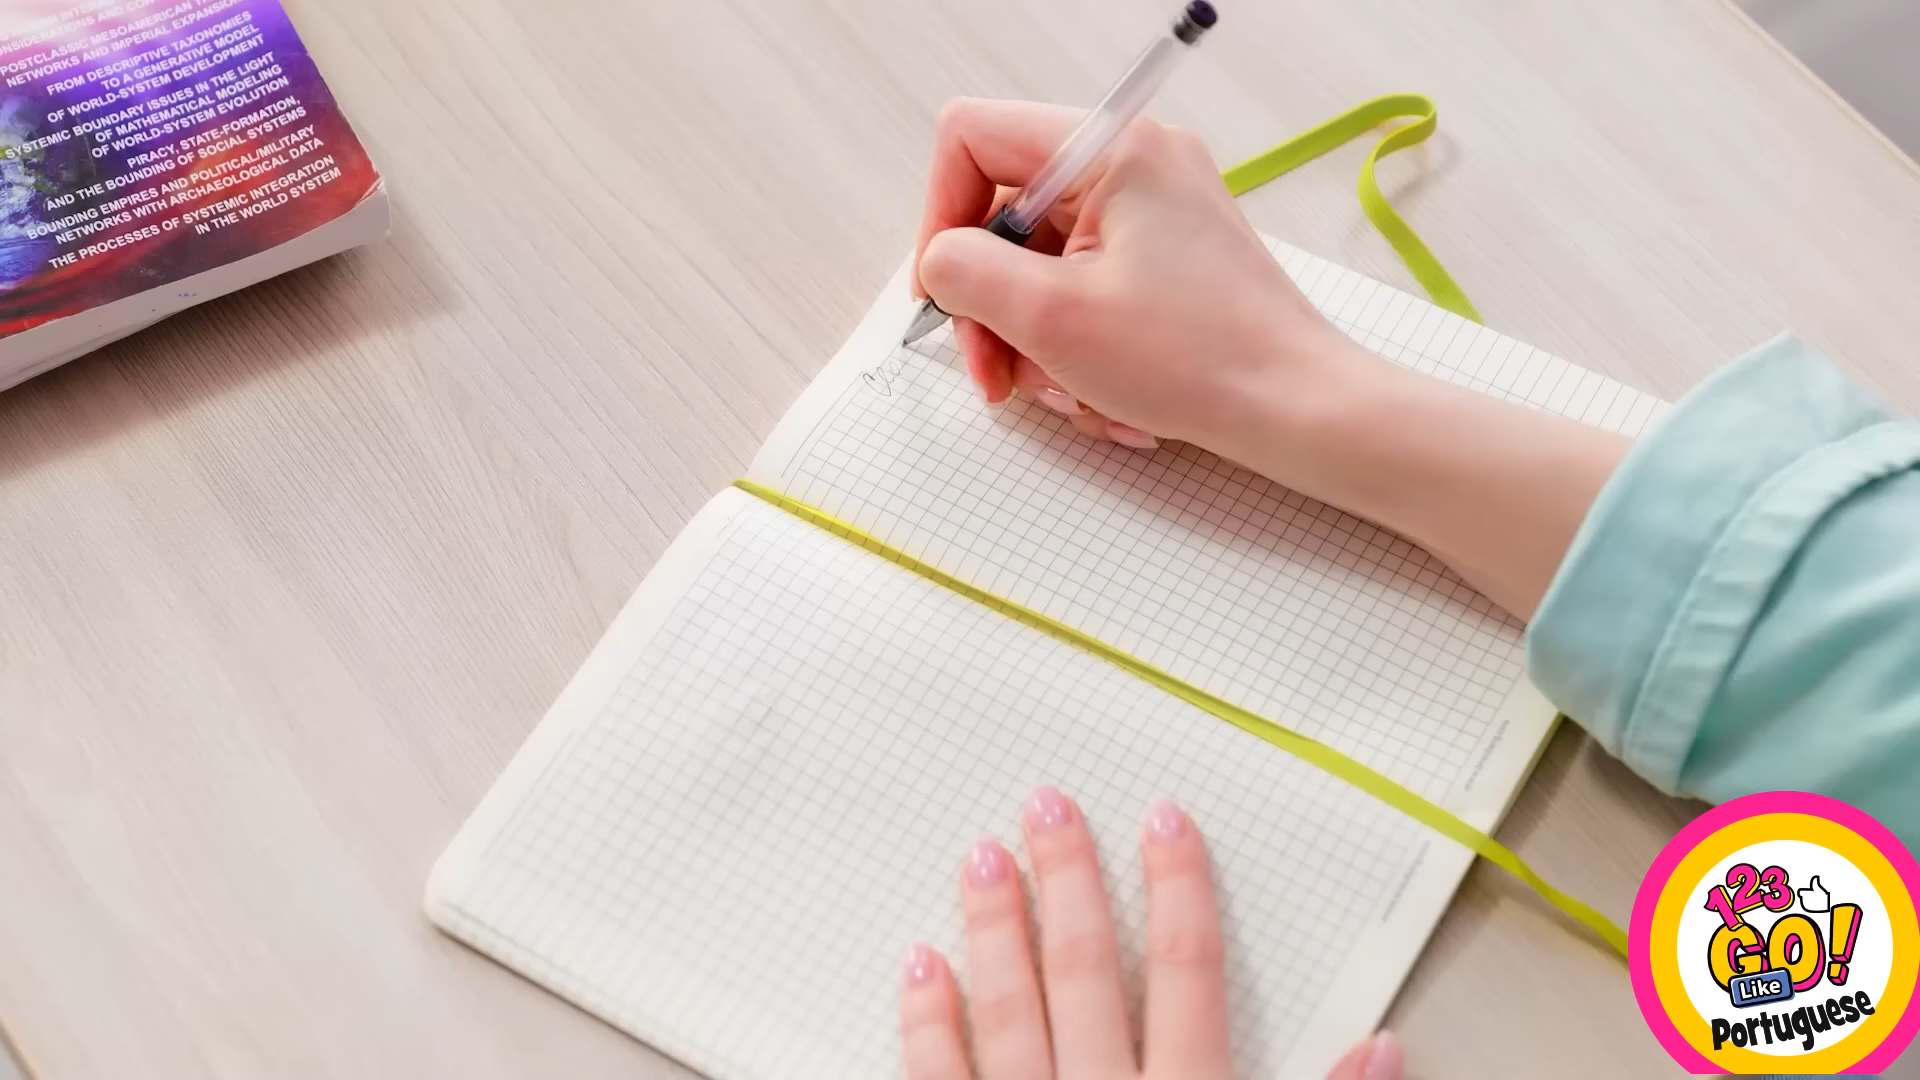 NSIDERATIONS AND CON
POSTCLASSIC MESOAMERICAN
NETWORKS AND IMPERIAL EXPANSION
FROM DESCRIPTIVE TAXONOMIES
TO A GENERATIVE MODEL
OF WORLD-SYSTEM DEVELOPMENT
SYSTEMIC BOUNDARY ISSUES IN THE LIGHT
OF MATHEMATICAL MODELING
OF WORLD-SYSTEM EVOLUTION
PIRACY, STATE-FORMATION,
AND THE BOUNDING OF SOCIAL SYSTEMS
BOUNDING EMPIRES AND POLITICAL/MILITARY
NETWORKS WITH ARCHAEOLOGICAL DATA
THE PROCESSES OF SYSTEMIC INTEGRATION
IN THE WORLD SYSTEM
123
GO!
Like
Portuguese